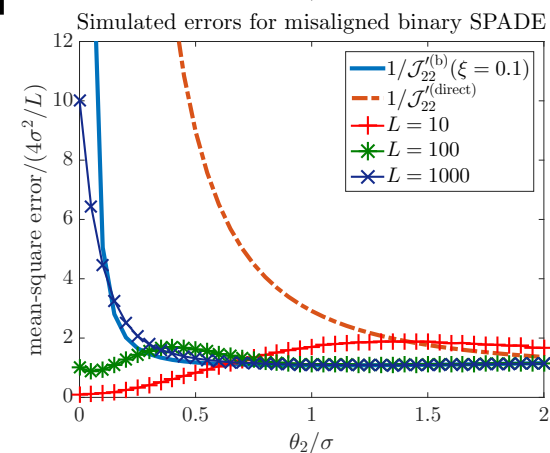 Simulated errors for misaligned binary SPADE
mean-square error/(4σ²/L)
12
10
8
6
4
2
0
1/𝒥′₂₂⁽ᵇ⁾(ξ = 0.1)
1/𝒥′₂₂⁽ᵈⁱʳᵉᶜᵗ⁾
L = 10
L = 100
L = 1000
0 0.5 1 1.5 2
θ₂/σ